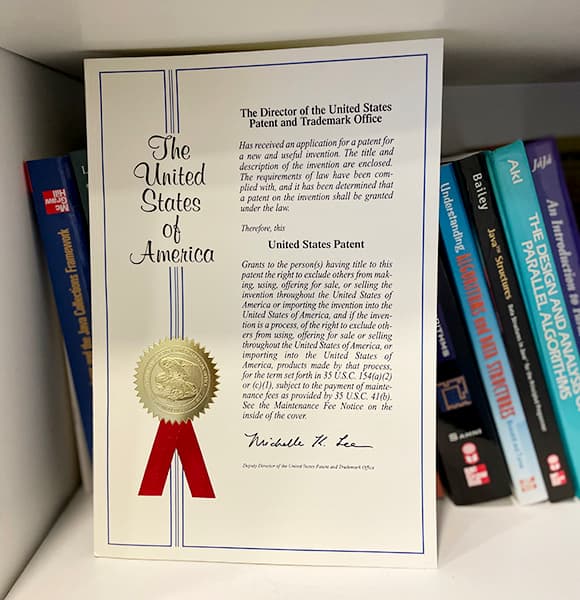 The
United
States
of
America
The Director of the United States
Patent and Trademark Office
Has received an application for a patent for
a new and useful invention. The title and
description of the invention are enclosed.
The requirements of law have been com-
plied with, and it has been determined that
a patent on the invention shall be granted
under the law.
Therefore, this
United States Patent
Grants to the person(s) having title to this
patent the right to exclude others from mak-
ing, using, offering for sale, or selling the
invention throughout the United States of
America or importing the invention into the
United States of America, and if the inven-
tion is a process, of the right to exclude oth-
ers from using, offering for sale or selling
throughout the United States of America, or
importing into the United States of
America, products made by that process,
for the term set forth in 35 U.S.C. 154(a)(2)
or (c)(1), subject to the payment of mainte-
nance fees as provided by 35 U.S.C. 41(b).
See the Maintenance Fee Notice on the
inside of the cover.
Michelle K. Lee
Deputy Director of the United States Patent and Trademark Office
Mc
Graw
Hill
and the Java Collections Framework
RITHMS
Understanding
ALGORITHMS AND DATA STRUCTURES
Bailey
Java™ Structures
Akl
THE DESIGN AND ANALYSIS OF
PARALLEL ALGORITHMS
JáJá
An Introduction to